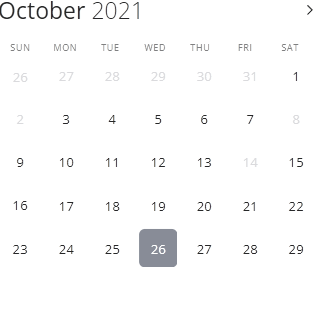 October 2021
SUN MON TUE WED THU FRI SAT
26 27 28 29 30 31 1
2 3 4 5 6 7 8
9 10 11 12 13 14 15
16 17 18 19 20 21 22
23 24 25 26 27 28 29